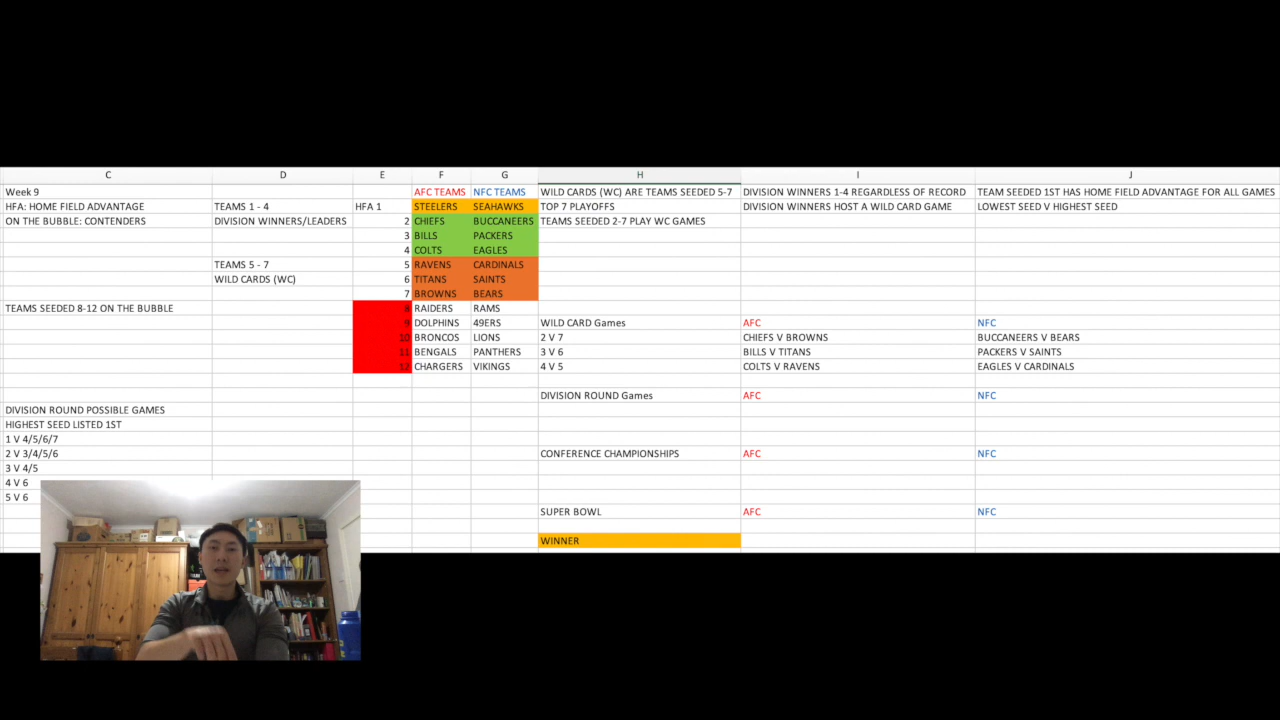 C D E F G H I J
Week 9 AFC TEAMS NFC TEAMS WILD CARDS (WC) ARE TEAMS SEEDED 5-7 DIVISION WINNERS 1-4 REGARDLESS OF RECORD TEAM SEEDED 1ST HAS HOME FIELD ADVANTAGE FOR ALL GAMES
HFA: HOME FIELD ADVANTAGE TEAMS 1 - 4 HFA 1 STEELERS SEAHAWKS TOP 7 PLAYOFFS DIVISION WINNERS HOST A WILD CARD GAME LOWEST SEED V HIGHEST SEED
ON THE BUBBLE: CONTENDERS DIVISION WINNERS/LEADERS 2 CHIEFS BUCCANEERS TEAMS SEEDED 2-7 PLAY WC GAMES
3 BILLS PACKERS
4 COLTS EAGLES
TEAMS 5 - 7 5 RAVENS CARDINALS
WILD CARDS (WC) 6 TITANS SAINTS
7 BROWNS BEARS
TEAMS SEEDED 8-12 ON THE BUBBLE 8 RAIDERS RAMS
9 DOLPHINS 49ERS WILD CARD Games AFC NFC
10 BRONCOS LIONS 2 V 7 CHIEFS V BROWNS BUCCANEERS V BEARS
11 BENGALS PANTHERS 3 V 6 BILLS V TITANS PACKERS V SAINTS
12 CHARGERS VIKINGS 4 V 5 COLTS V RAVENS EAGLES V CARDINALS
DIVISION ROUND Games AFC NFC
DIVISION ROUND POSSIBLE GAMES
HIGHEST SEED LISTED 1ST
1 V 4/5/6/7
2 V 3/4/5/6 CONFERENCE CHAMPIONSHIPS AFC NFC
3 V 4/5
4 V 6
5 V 6
SUPER BOWL AFC NFC
WINNER